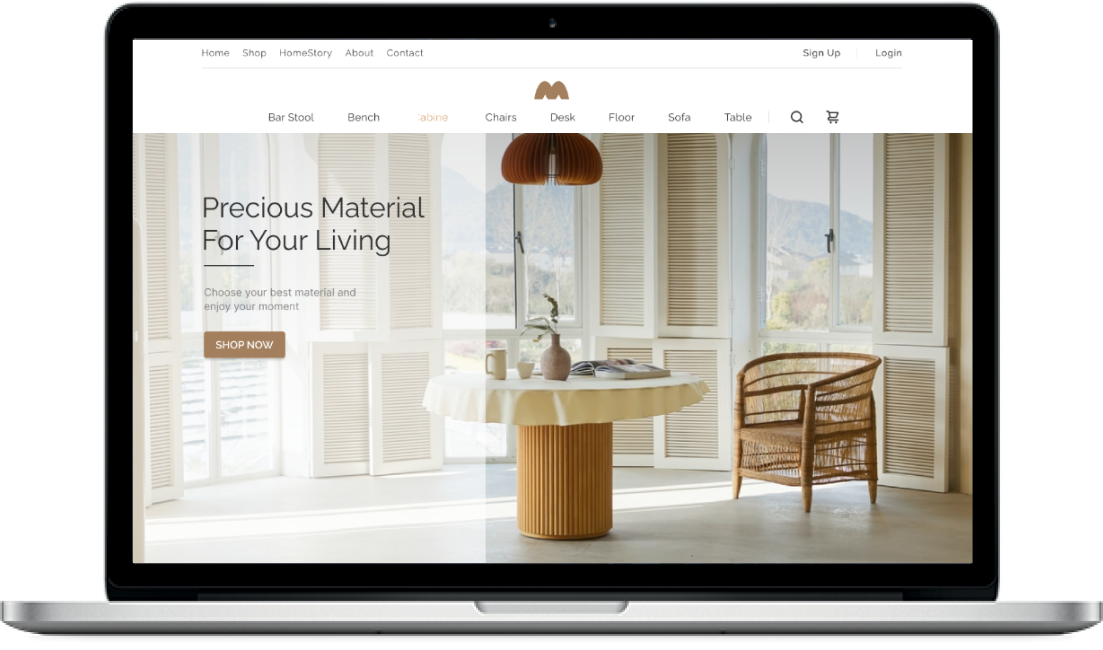 Home Shop HomeStory About Contact Sign Up Login
Bar Stool Bench Chairs Desk Floor Sofa Table
Precious Material
For Your Living
Choose your best material and
enjoy your moment
SHOP NOW